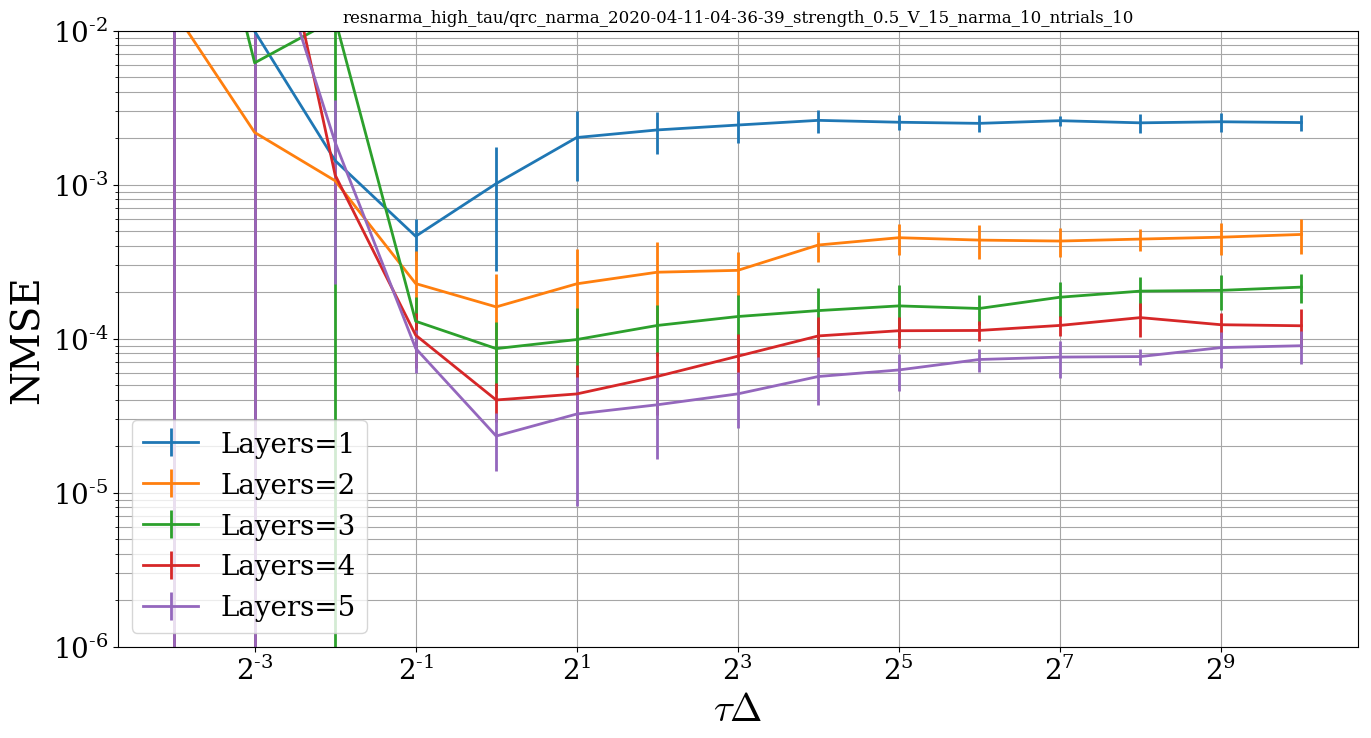 resnarma_high_tau/qrc_narma_2020-04-11-04-36-39_strength_0.5_V_15_narma_10_ntrials_10
10^-2
10^-3
10^-4
10^-5
10^-6
NMSE
Layers=1
Layers=2
Layers=3
Layers=4
Layers=5
2^-3 2^-1 2^1 2^3 2^5 2^7 2^9
τΔ